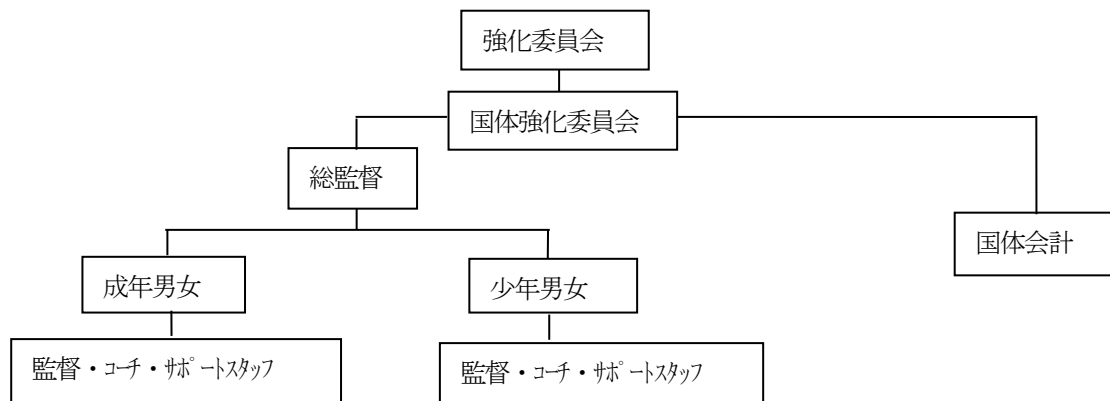 強化委員会
国体強化委員会
総監督
国体会計
成年男女
少年男女
監督・ｺｰﾁ・ｻﾎﾟｰﾄｽﾀｯﾌ
監督・ｺｰﾁ・ｻﾎﾟｰﾄｽﾀｯﾌ